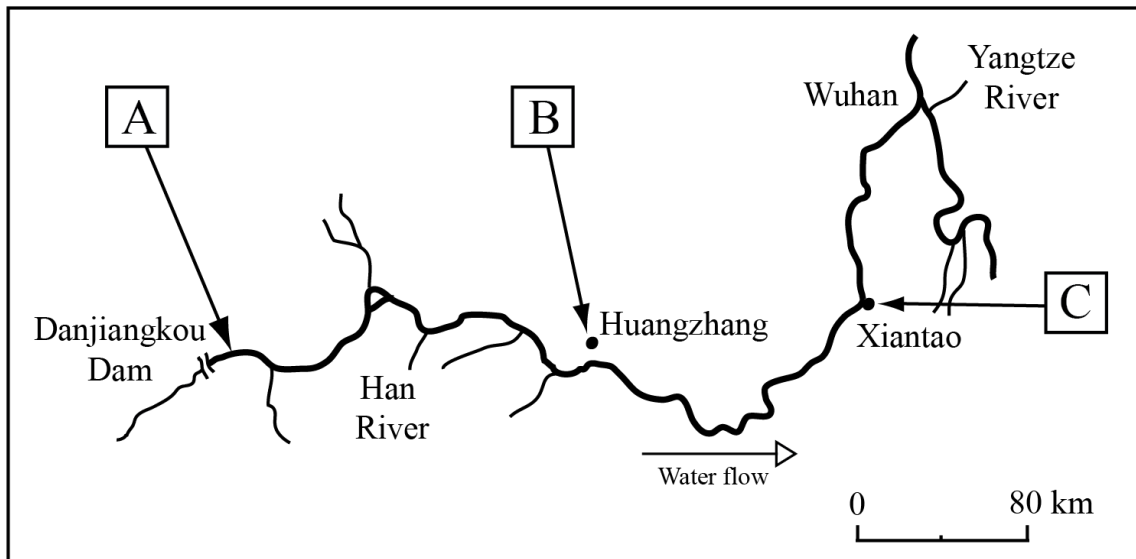 A
B
Wuhan
Yangtze
River
Danjiangkou
Dam
Huangzhang
C
Xiantao
Han
River
Water flow
0
80 km